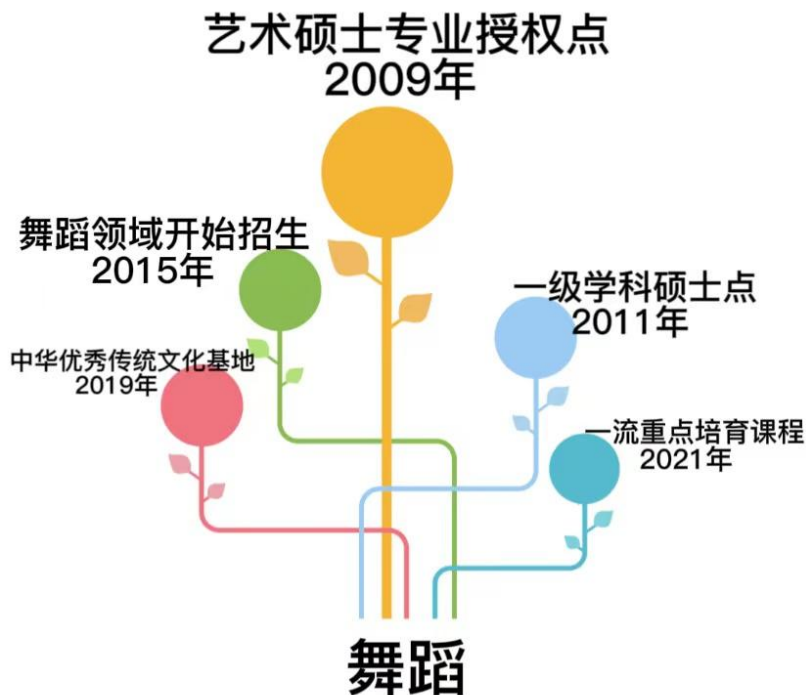 艺术硕士专业授权点
2009年
舞蹈领域开始招生
2015年
一级学科硕士点
2011年
中华优秀传统文化基地
2019年
一流重点培育课程
2021年
舞蹈